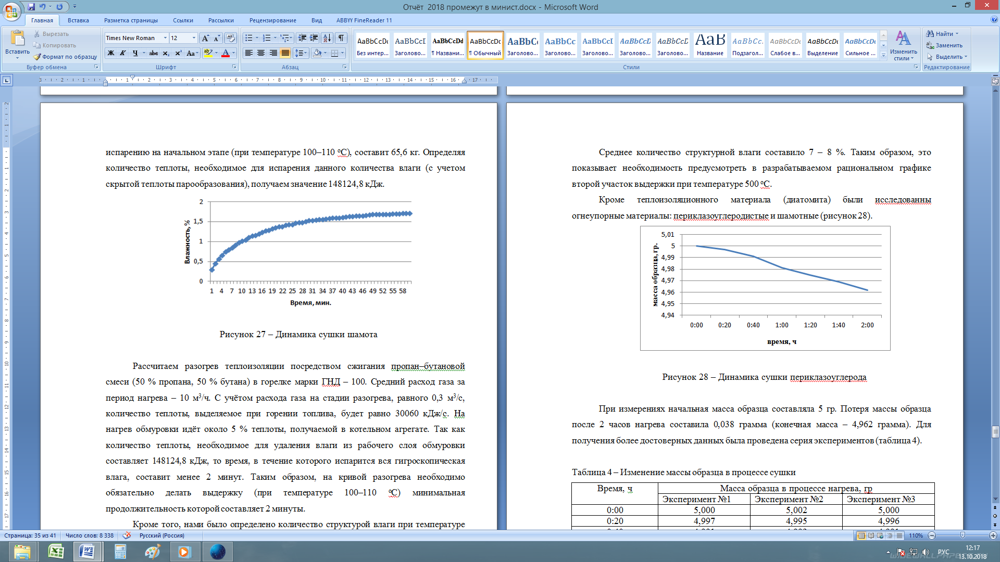 Отчёт 2018 промежут в минист.docx - Microsoft Word
Главная Вставка Разметка страницы Ссылки Рассылки Рецензирование Вид ABBYY FineReader 11
Вставить
Вырезать
Копировать
Формат по образцу
Буфер обмена
Times New Roman 12
Ж К Ч abc x₂ x² Aa
Шрифт
Абзац
AaBbCcDc AaBbCcI AaBbCcDd AaBbCcDc AaBbC AaBbCc AaBbCcI AaBbCcD AaBbCcD AaB AaBbCc. AaBbCcDc AaBbCcDc AaBbCcDc
Без интер... Заголово... ¶ Названи... ¶ Обычный Заголово... Заголово... Заголово... Заголово... Заголово... Название Подзагол... Слабое в... Выделение Сильное ...
Стили
Изменить стили
Найти
Заменить
Выделить
Редактирование
3 2 1 1 2 3 4 5 6 7 8 9 10 11 12 13 14 15 16 17
испарению на начальном этапе (при температуре 100–110 ºС), составит 65,6 кг. Определяя
количество теплоты, необходимое для испарения данного количества влаги (с учетом
скрытой теплоты парообразования), получаем значение 148124,8 кДж.
Влажность, %
2
1,5
1
0,5
0
1 4 7 10 13 16 19 22 25 28 31 34 37 40 43 46 49 52 55 58
Время, мин.
Рисунок 27 – Динамика сушки шамота
Рассчитаем разогрев теплоизоляции посредством сжигания пропан–бутановой
смеси (50 % пропана, 50 % бутана) в горелке марки ГНД – 100. Средний расход газа за
период нагрева – 10 м³/ч. С учётом расхода газа на стадии разогрева, равного 0,3 м³/с,
количество теплоты, выделяемое при горении топлива, будет равно 30060 кДж/с. На
нагрев обмуровки идёт около 5 % теплоты, получаемой в котельном агрегате. Так как
количество теплоты, необходимое для удаления влаги из рабочего слоя обмуровки
составляет 148124,8 кДж, то время, в течение которого испарится вся гигроскопическая
влага, составит менее 2 минут. Таким образом, на кривой разогрева необходимо
обязательно делать выдержку (при температуре 100–110 ºС) минимальная
продолжительность которой составляет 2 минуты.
Кроме того, нами было определено количество структурой влаги при температуре
Среднее количество структурной влаги составило 7 – 8 %. Таким образом, это
показывает необходимость предусмотреть в разрабатываемом рациональном графике
второй участок выдержки при температуре 500 ºС.
Кроме теплоизоляционного материала (диатомита) были исследованны
огнеупорные материалы: периклазоуглеродистые и шамотные (рисунок 28).
масса образца, гр.
5,01
5
4,99
4,98
4,97
4,96
4,95
4,94
0:00 0:20 0:40 1:00 1:20 1:40 2:00
время, ч
Рисунок 28 – Динамика сушки периклазоуглерода
При измерениях начальная масса образца составляла 5 гр. Потеря массы образца
после 2 часов нагрева составила 0,038 грамма (конечная масса – 4,962 грамма). Для
получения более достоверных данных была проведена серия экспериментов (таблица 4).
Таблица 4 – Изменение массы образца в процессе сушки
Время, ч Масса образца в процессе нагрева, гр
Эксперимент №1 Эксперимент №2 Эксперимент №3
0:00 5,000 5,002 5,000
0:20 4,997 4,995 4,996
Страница: 35 из 41 Число слов: 8 338 Русский (Россия) 110%
РУС 12:17
13.10.2018